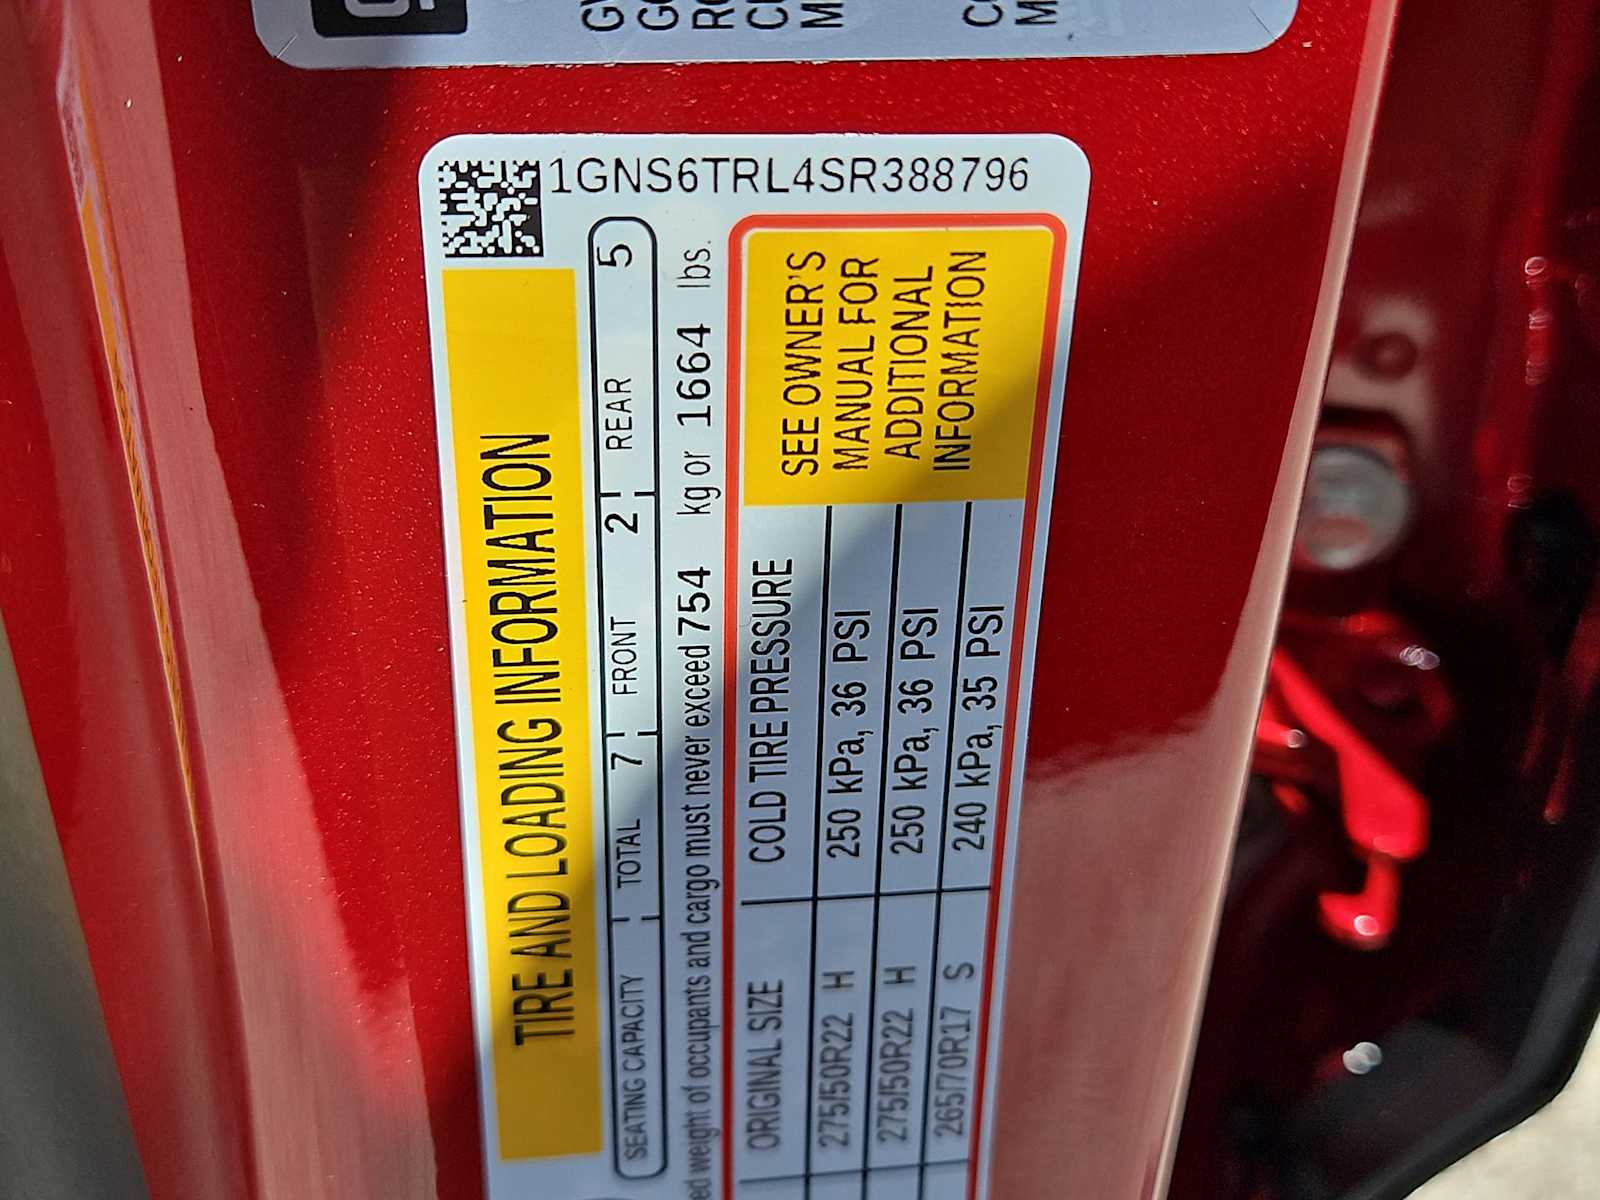 1GNS6TRL4SR388796
TIRE AND LOADING INFORMATION
SEATING CAPACITY TOTAL 7 FRONT 2 REAR 5
weight of occupants and cargo must never exceed 754 kg or 1664 lbs.
ORIGINAL SIZE COLD TIRE PRESSURE
275/50R22 H 250 kPa, 36 PSI
275/50R22 H 250 kPa, 36 PSI
265/70R17 S 240 kPa, 35 PSI
SEE OWNER'S
MANUAL FOR
ADDITIONAL
INFORMATION